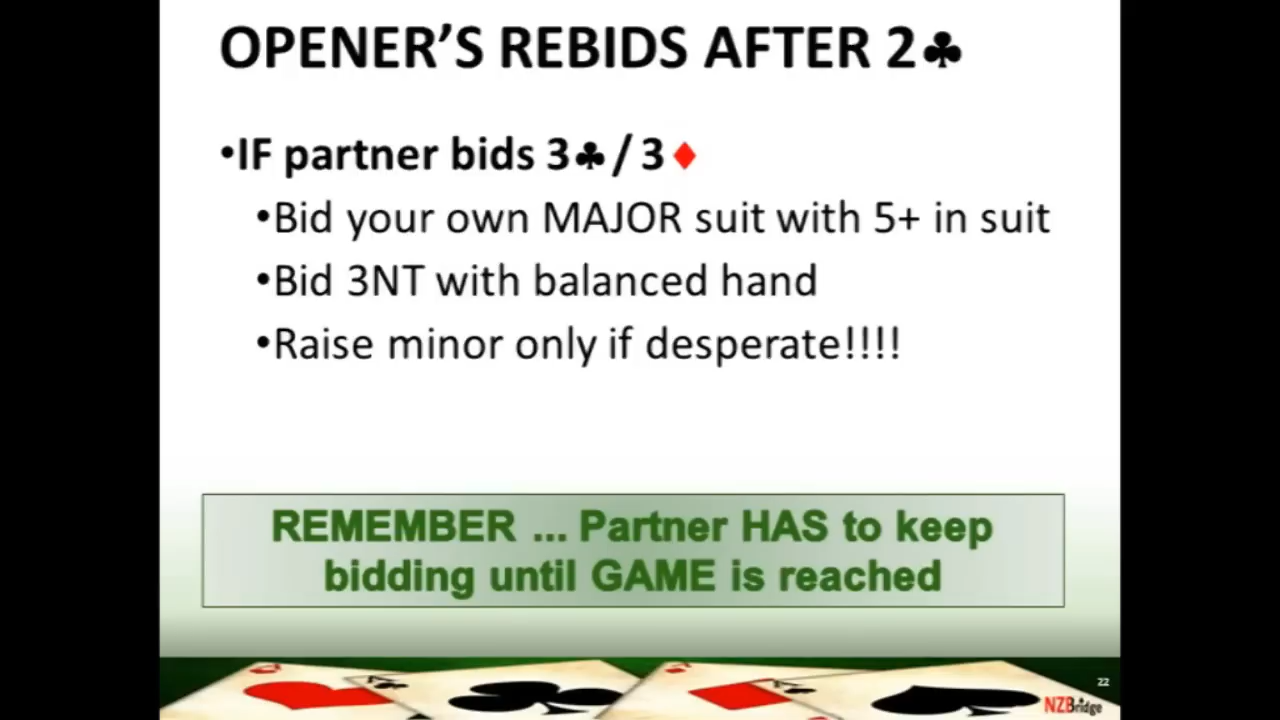 OPENER'S REBIDS AFTER 2♣
•IF partner bids 3♣/3♦
•Bid your own MAJOR suit with 5+ in suit
•Bid 3NT with balanced hand
•Raise minor only if desperate!!!!
REMEMBER ... Partner HAS to keep
bidding until GAME is reached
22
NZBridge